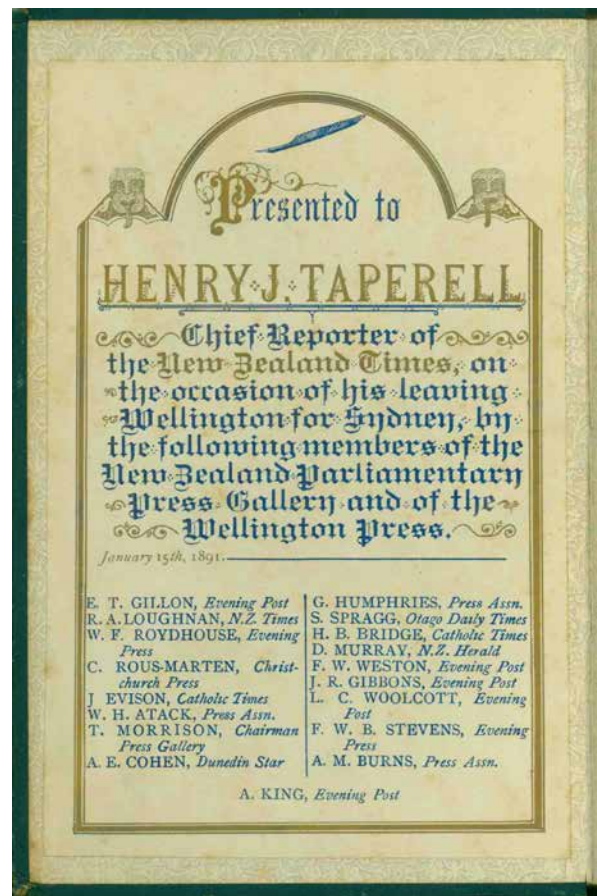 Presented to
HENRY J. TAPERELL
Chief Reporter of
the New Zealand Times, on
the occasion of his leaving
Wellington for Sydney, by
the following members of the
New Zealand Parliamentary
Press Gallery and of the
Wellington Press.
January 15th, 1891.
E. T. GILLON, Evening Post
R. A. LOUGHNAN, N.Z. Times
W. F. ROYDHOUSE, Evening
Press
C. ROUS-MARTEN, Christ-
church Press
J EVISON, Catholic Times
W. H. ATACK, Press Assn.
T. MORRISON, Chairman
Press Gallery
A. E. COHEN, Dunedin Star
G. HUMPHRIES, Press Assn.
S. SPRAGG, Otago Daily Times
H. B. BRIDGE, Catholic Times
D. MURRAY, N.Z. Herald
F. W. WESTON, Evening Post
J. R. GIBBONS, Evening Post
L. C. WOOLCOTT, Evening
Post
F. W. B. STEVENS, Evening
Press
A. M. BURNS, Press Assn.
A. KING, Evening Post